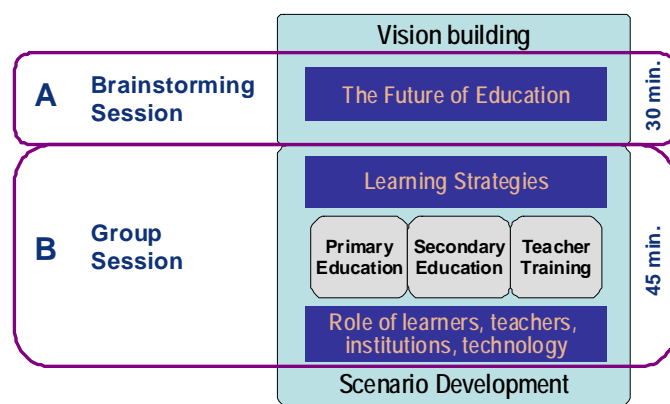 Vision building
A
Brainstorming
Session
The Future of Education
30 min.
B
Group
Session
Learning Strategies
Primary
Education
Secondary
Education
Teacher
Training
Role of learners, teachers,
institutions, technology
45 min.
Scenario Development